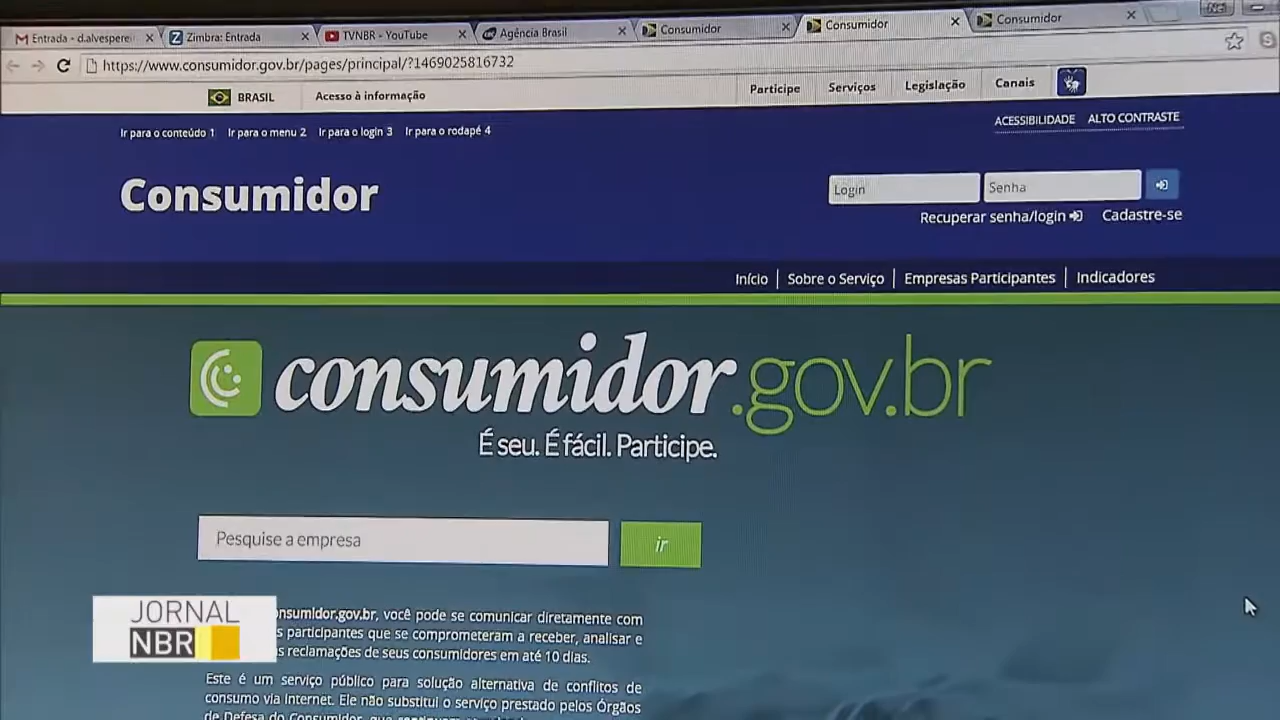 Entrada - d.alvespere
Zimbra: Entrada
TVNBR - YouTube
Agência Brasil
Consumidor
Consumidor
Consumidor
Nei
https://www.consumidor.gov.br/pages/principal/?1469025816732
BRASIL
Acesso à informação
Participe
Serviços
Legislação
Canais
Ir para o conteúdo 1 Ir para o menu 2 Ir para o login 3 Ir para o rodapé 4
ACESSIBILIDADE ALTO CONTRASTE
Consumidor
Login
Senha
Recuperar senha/login
Cadastre-se
Início | Sobre o Serviço | Empresas Participantes | Indicadores
consumidor.gov.br
É seu. É fácil. Participe.
Pesquise a empresa
ir
onsumidor.gov.br, você pode se comunicar diretamente com
s participantes que se comprometeram a receber, analisar e
s reclamações de seus consumidores em até 10 dias.
JORNAL
NBR
Este é um serviço público para solução alternativa de conflitos de
consumo via internet. Ele não substitui o serviço prestado pelos Órgãos
de Defesa do Consumidor, que